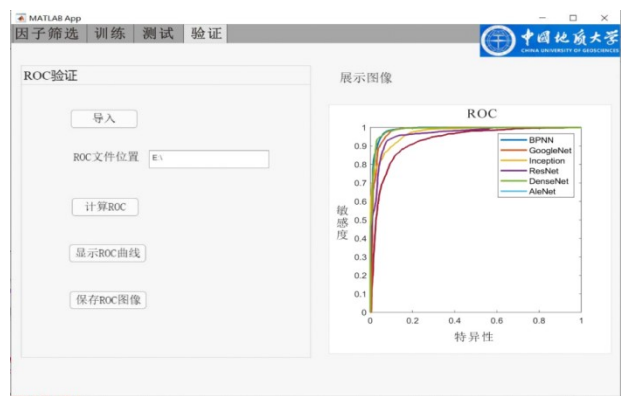 MATLAB App
因子筛选 训练 测试 验证
中国地质大学
CHINA UNIVERSITY OF GEOSCIENCES
ROC验证
导入
ROC文件位置 E:\
计算ROC
显示ROC曲线
保存ROC图像
展示图像
ROC
1
0.9
0.8
0.7
0.6
0.5
0.4
0.3
0.2
0.1
0
敏感度
0 0.2 0.4 0.6 0.8 1
特异性
BPNN
GoogleNet
Inception
ResNet
DenseNet
AleNet